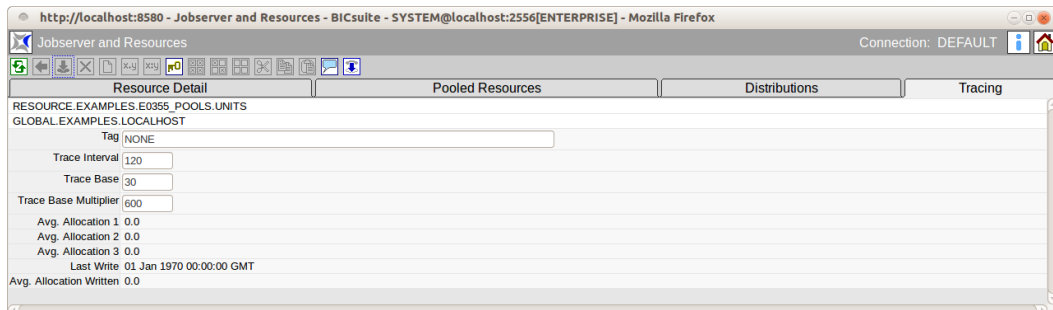 http://localhost:8580 - Jobserver and Resources - BICsuite - SYSTEM@localhost:2556[ENTERPRISE] - Mozilla Firefox
Jobserver and Resources Connection: DEFAULT
Resource Detail Pooled Resources Distributions Tracing
RESOURCE.EXAMPLES.E0355_POOLS.UNITS
GLOBAL.EXAMPLES.LOCALHOST
Tag NONE
Trace Interval 120
Trace Base 30
Trace Base Multiplier 600
Avg. Allocation 1 0.0
Avg. Allocation 2 0.0
Avg. Allocation 3 0.0
Last Write 01 Jan 1970 00:00:00 GMT
Avg. Allocation Written 0.0